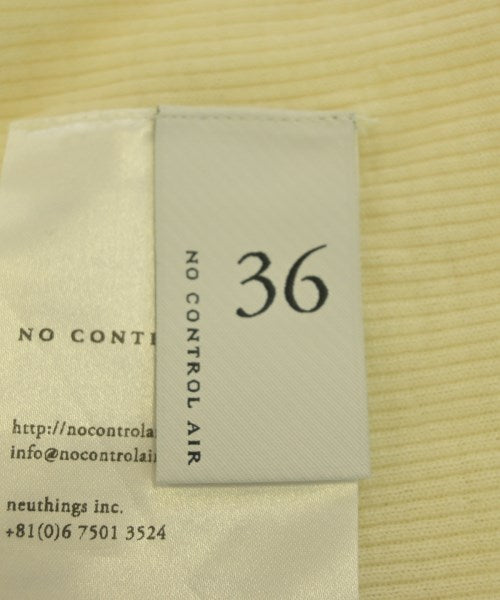 36
NO CONTROL AIR
NO CONT
http://nocontrola
info@nocontrolai
neuthings inc.
+81(0)6 7501 3524